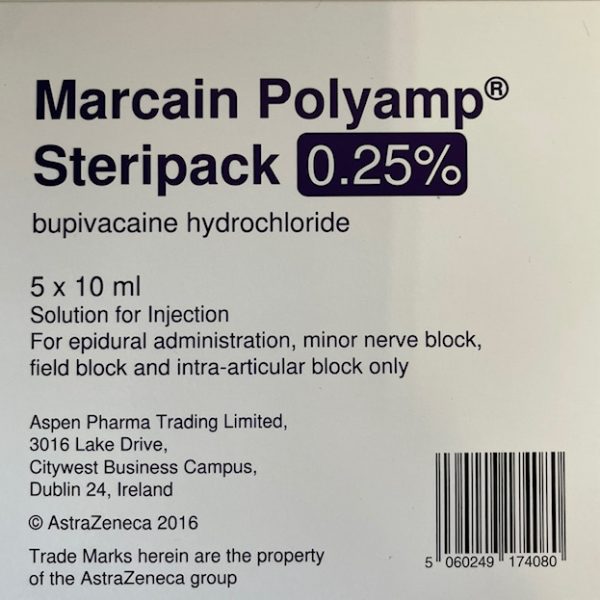 Marcain Polyamp®
Steripack 0.25%
bupivacaine hydrochloride
5 x 10 ml
Solution for Injection
For epidural administration, minor nerve block,
field block and intra-articular block only
Aspen Pharma Trading Limited,
3016 Lake Drive,
Citywest Business Campus,
Dublin 24, Ireland
© AstraZeneca 2016
Trade Marks herein are the property
of the AstraZeneca group
5 060249 174080